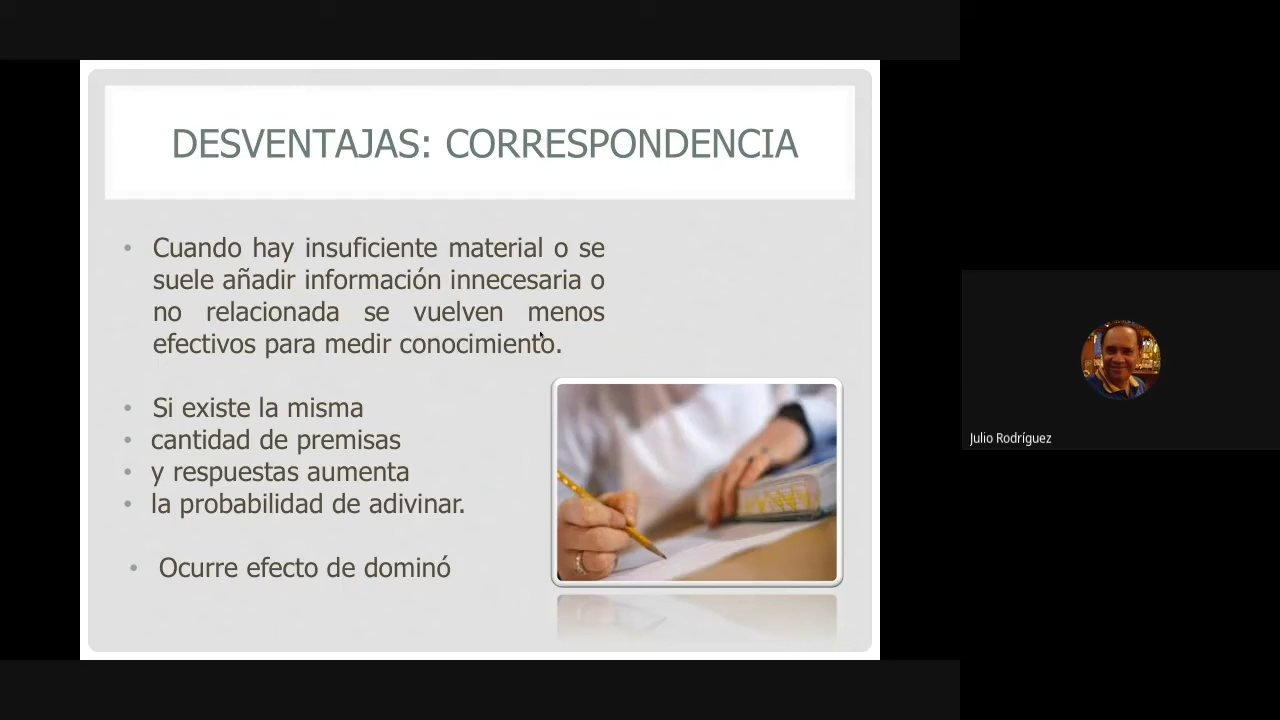 DESVENTAJAS: CORRESPONDENCIA
• Cuando hay insuficiente material o se
suele añadir información innecesaria o
no relacionada se vuelven menos
efectivos para medir conocimiento.
• Si existe la misma
• cantidad de premisas
• y respuestas aumenta
• la probabilidad de adivinar.
• Ocurre efecto de dominó
Julio Rodríguez